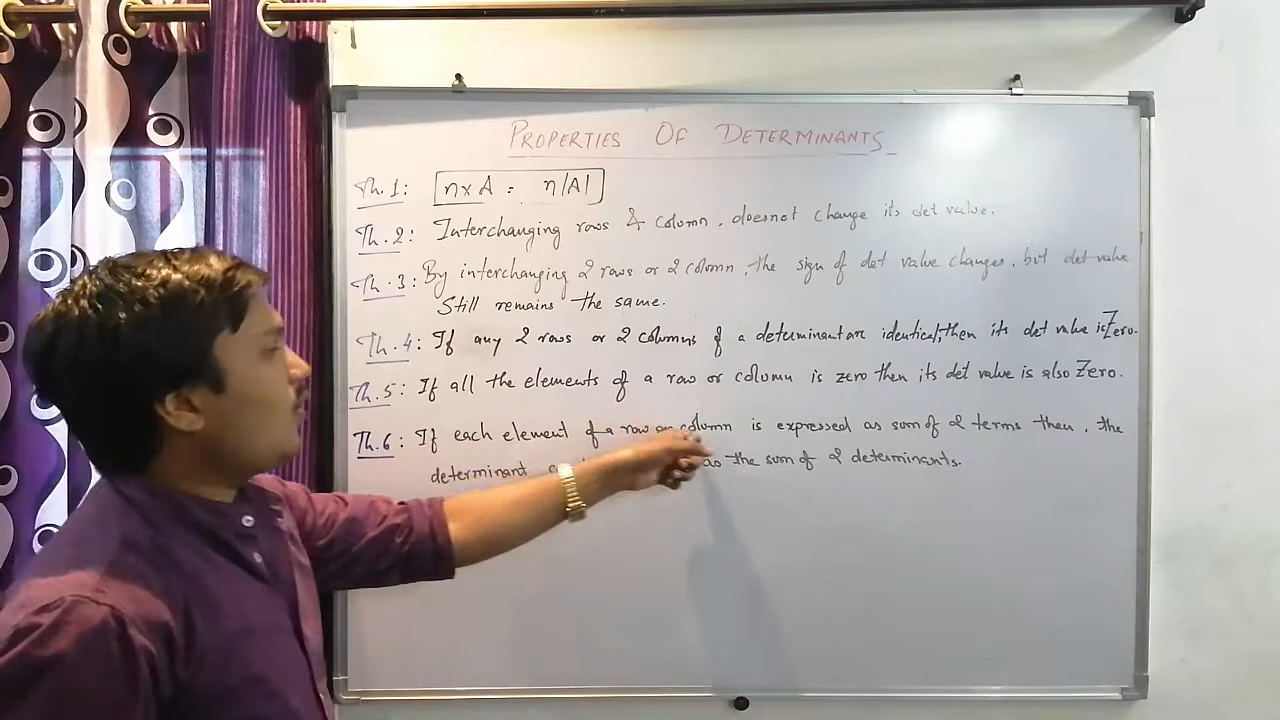 PROPERTIES OF DETERMINANTS
Th.1: n x A = n|A|
Th.2: Interchanging rows & column, doesnot change its det value.
Th.3: By interchanging 2 rows or 2 column, the sign of det value changes, but det value
Still remains the same.
Th.4: If any 2 rows or 2 columns of a determinant are identical, then its det value is Zero.
Th.5: If all the elements of a row or column is zero then its det value is also Zero.
Th.6: If each element of a row or column is expressed as sum of 2 terms then, the
determinant as the sum of 2 determinants.